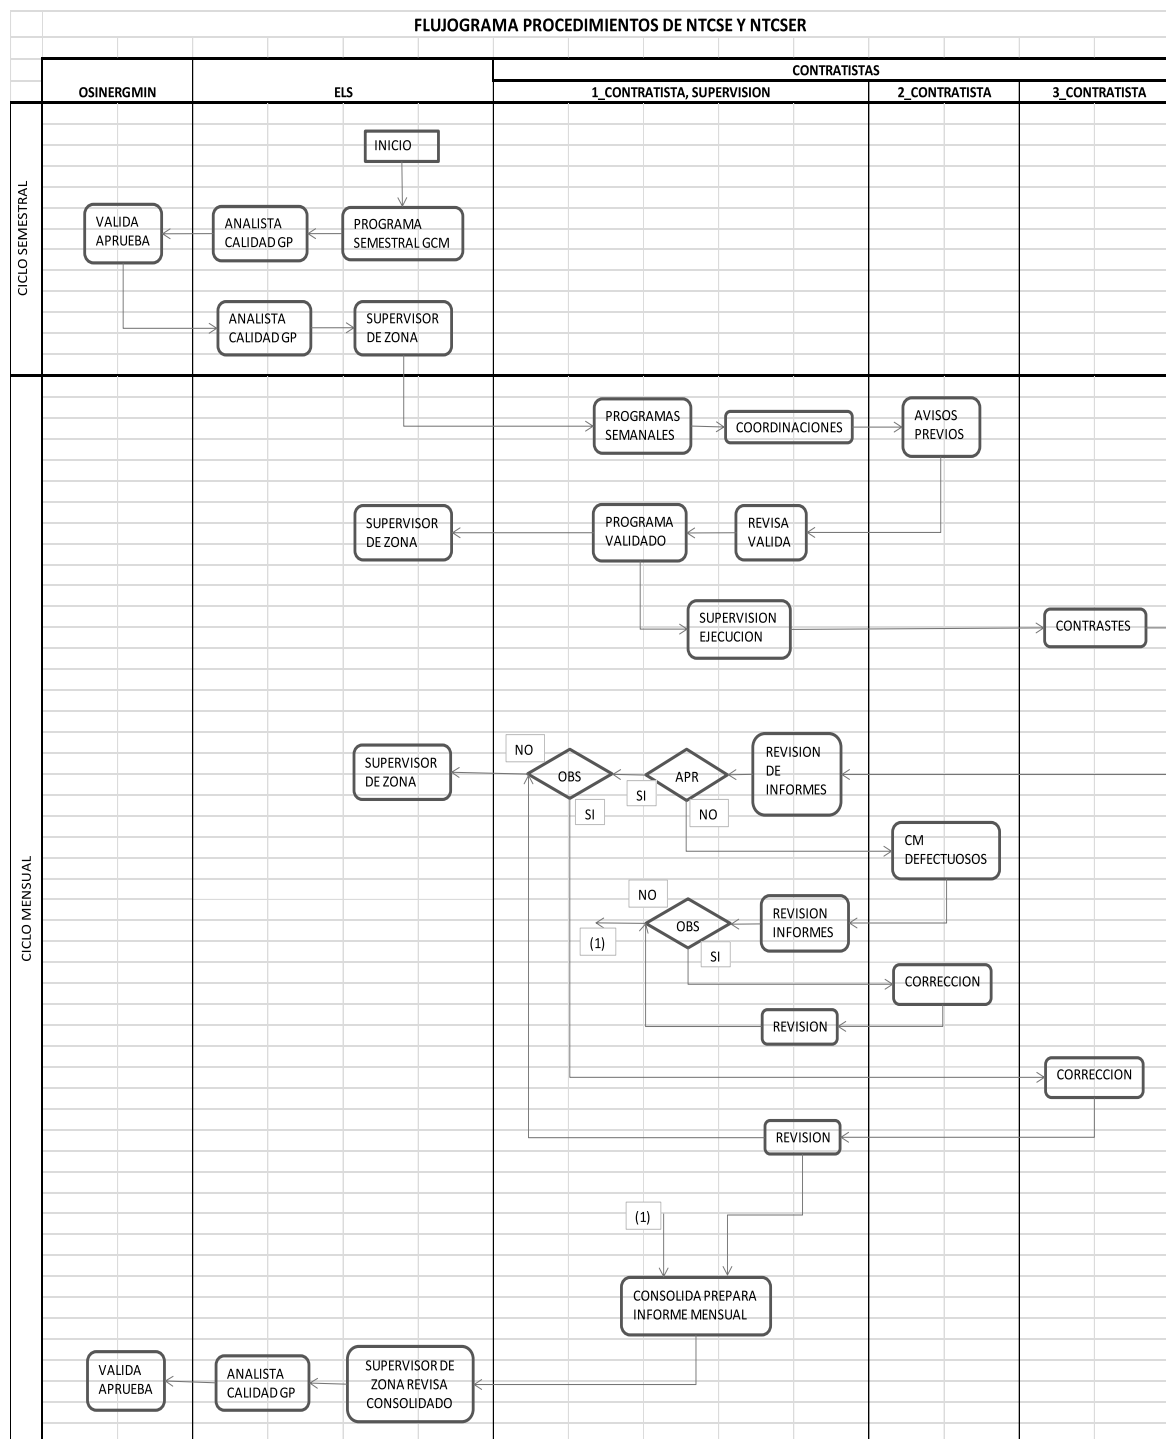 FLUJOGRAMA PROCEDIMIENTOS DE NTCSE Y NTCSER
CONTRATISTAS
OSINERGMIN
ELS
1_CONTRATISTA, SUPERVISION
2_CONTRATISTA
3_CONTRATISTA
CICLO SEMESTRAL
INICIO
VALIDA
APRUEBA
ANALISTA
CALIDAD GP
PROGRAMA
SEMESTRAL GCM
ANALISTA
CALIDAD GP
SUPERVISOR
DE ZONA
CICLO MENSUAL
PROGRAMAS
SEMANALES
COORDINACIONES
AVISOS
PREVIOS
SUPERVISOR
DE ZONA
PROGRAMA
VALIDADO
REVISA
VALIDA
SUPERVISION
EJECUCION
CONTRASTES
SUPERVISOR
DE ZONA
NO
OBS
SI
SI
APR
NO
REVISION
DE
INFORMES
CM
DEFECTUOSOS
NO
(1)
OBS
SI
REVISION
INFORMES
CORRECCION
REVISION
CORRECCION
REVISION
(1)
CONSOLIDA PREPARA
INFORME MENSUAL
VALIDA
APRUEBA
ANALISTA
CALIDAD GP
SUPERVISOR DE
ZONA REVISA
CONSOLIDADO